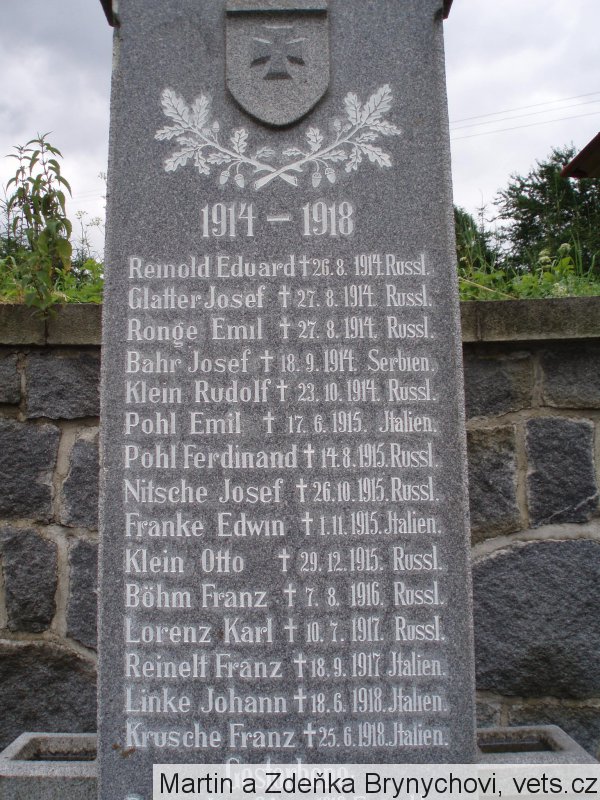 1914 – 1918
Reinold Eduard † 26. 8. 1914. Russl.
Glatter Josef † 27. 8. 1914. Russl.
Ronge Emil † 27. 8. 1914. Russl.
Bahr Josef † 18. 9. 1914. Serbien.
Klein Rudolf † 23. 10. 1914. Russl.
Pohl Emil † 17. 6. 1915. Jtalien.
Pohl Ferdinand † 14. 8. 1915. Russl.
Nitsche Josef † 26. 10. 1915. Russl.
Franke Edwin † 1. 11. 1915. Jtalien.
Klein Otto † 29. 12. 1915. Russl.
Böhm Franz † 7. 8. 1916. Russl.
Lorenz Karl † 10. 7. 1917. Russl.
Reinelt Franz † 18. 9. 1917 Jtalien.
Linke Johann † 18. 6. 1918. Jtalien.
Krusche Franz † 25. 6. 1918. Jtalien.
Martin a Zdeňka Brynychovi, vets.cz